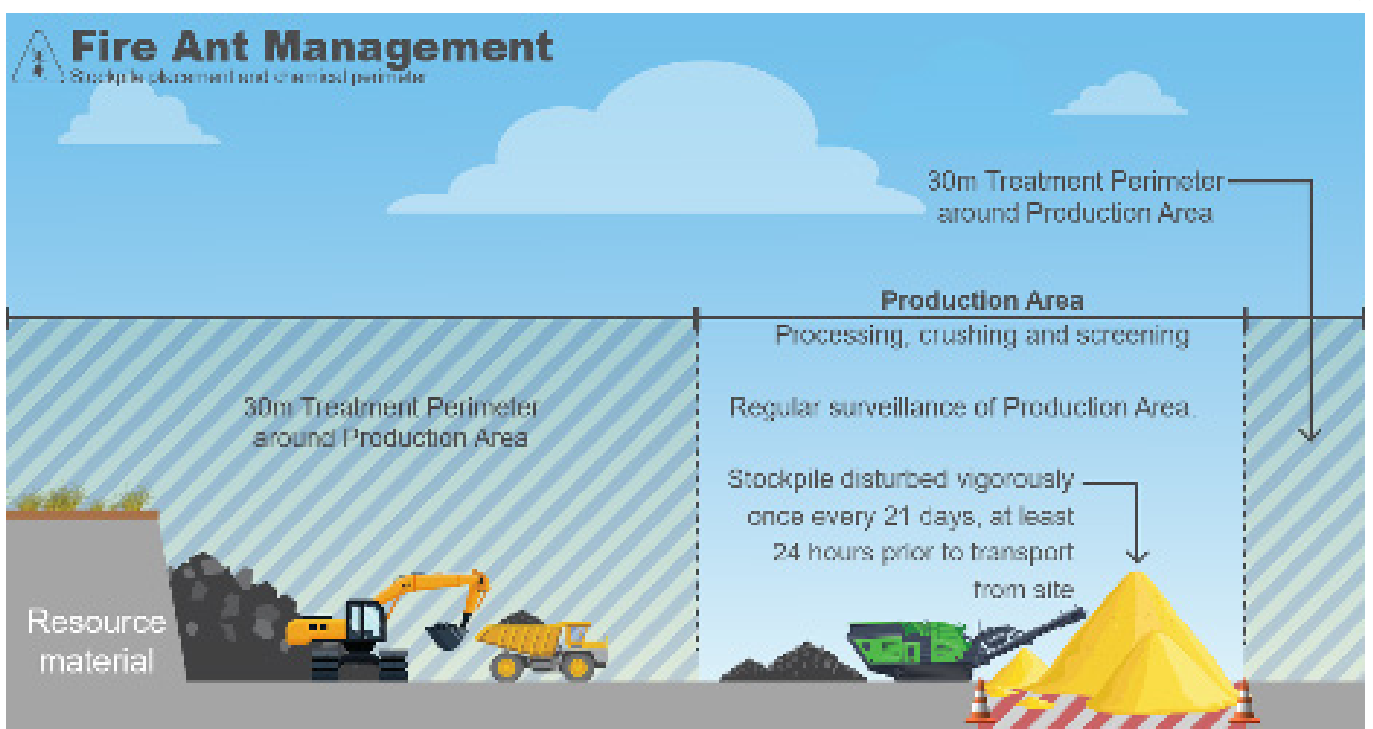 Fire Ant Management
Stockpile placement and chemical perimeter
30m Treatment Perimeter
around Production Area
Production Area
Processing, crushing and screening
30m Treatment Perimeter
around Production Area
Regular surveillance of Production Area.
Stockpile disturbed vigorously
once every 21 days, at least
24 hours prior to transport
from site
Resource
material